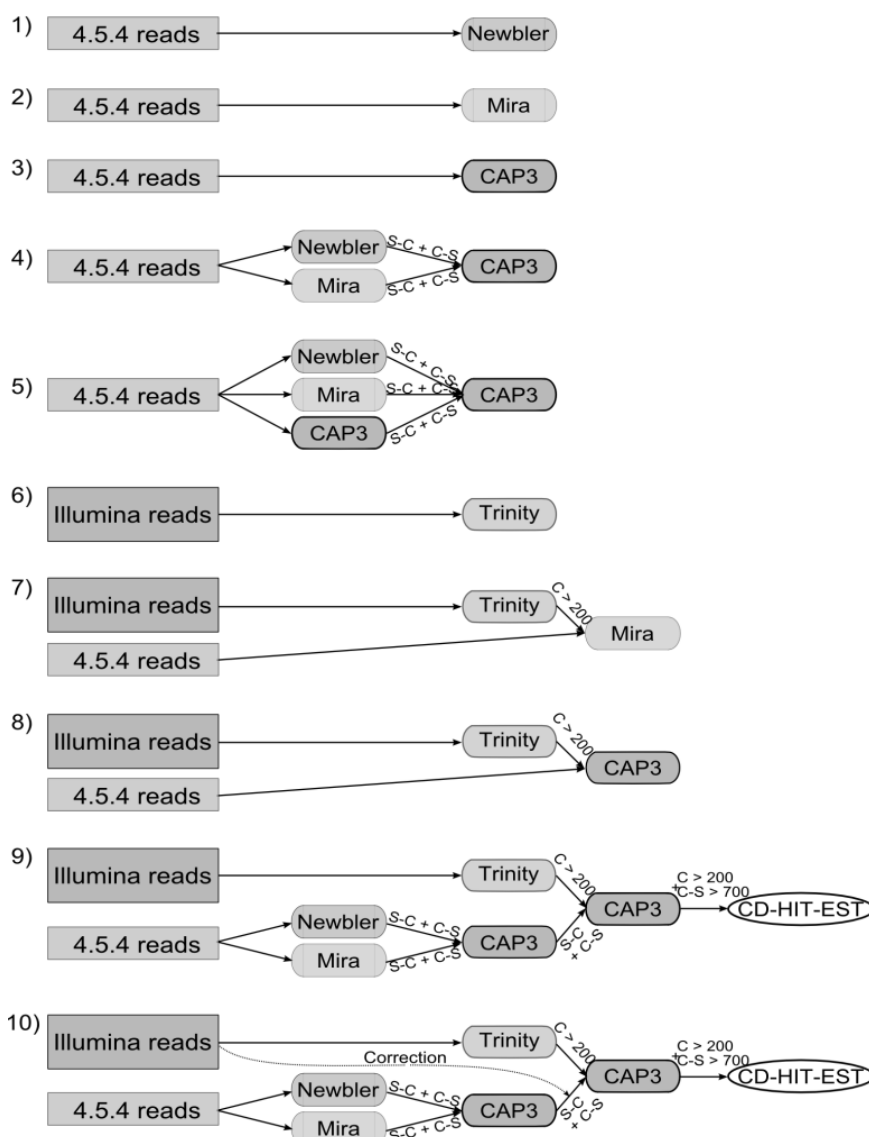 1) 4.5.4 reads Newbler
2) 4.5.4 reads Mira
3) 4.5.4 reads CAP3
4) 4.5.4 reads
Newbler S-C + C-S
Mira S-C + C-S
CAP3
5) 4.5.4 reads
Newbler S-C + C-S
Mira S-C + C-S
CAP3 S-C + C-S
CAP3
6) Illumina reads Trinity
7) Illumina reads Trinity C > 200
4.5.4 reads
Mira
8) Illumina reads Trinity C > 200
4.5.4 reads
CAP3
9) Illumina reads Trinity C > 200
4.5.4 reads
Newbler S-C + C-S
Mira S-C + C-S
CAP3 S-C + C-S
CAP3
C > 200
+
C-S > 700
CD-HIT-EST
10) Illumina reads Trinity C > 200
Correction
4.5.4 reads
Newbler S-C + C-S
Mira S-C + C-S
CAP3 S-C + C-S
CAP3
C > 200
+
C-S > 700
CD-HIT-EST